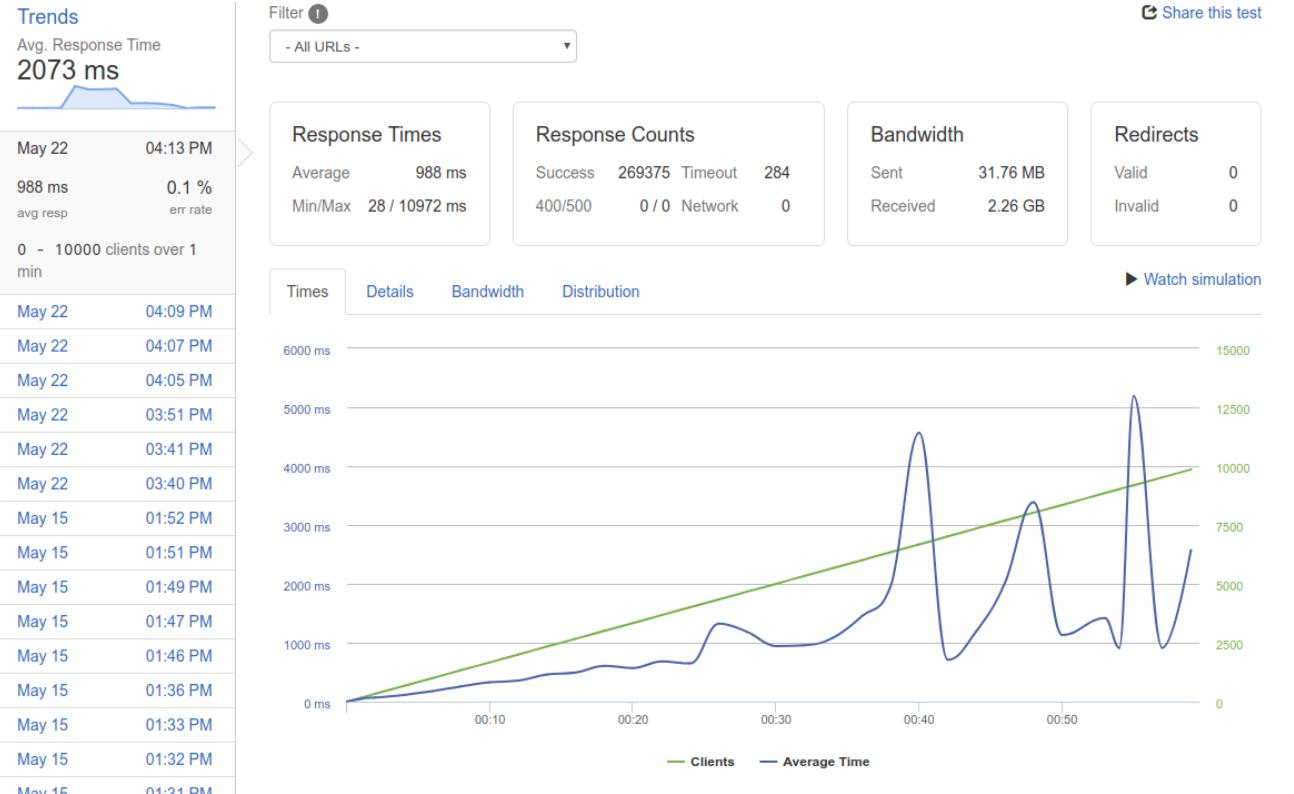 Trends
Avg. Response Time
2073 ms
May 22 04:13 PM
988 ms 0.1 %
avg resp err rate
0 - 10000 clients over 1
min
May 22 04:09 PM
May 22 04:07 PM
May 22 04:05 PM
May 22 03:51 PM
May 22 03:41 PM
May 22 03:40 PM
May 15 01:52 PM
May 15 01:51 PM
May 15 01:49 PM
May 15 01:47 PM
May 15 01:46 PM
May 15 01:36 PM
May 15 01:33 PM
May 15 01:32 PM
May 15 01:31 PM
Filter !
Share this test
- All URLs -
Response Times
Average 988 ms
Min/Max 28 / 10972 ms
Response Counts
Success 269375 Timeout 284
400/500 0 / 0 Network 0
Bandwidth
Sent 31.76 MB
Received 2.26 GB
Redirects
Valid 0
Invalid 0
Times Details Bandwidth Distribution
Watch simulation
6000 ms 15000
5000 ms 12500
4000 ms 10000
3000 ms 7500
2000 ms 5000
1000 ms 2500
0 ms 0
00:10 00:20 00:30 00:40 00:50
Clients Average Time